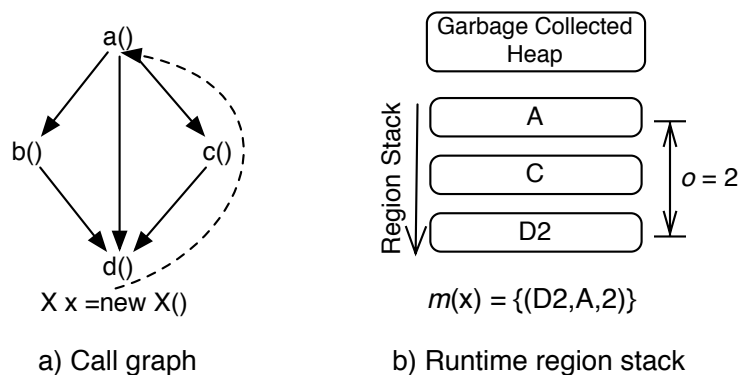 a()
b()
c()
d()
X x =new X()
a) Call graph
Garbage Collected
Heap
Region Stack
A
C
D2
o = 2
m(x) = {(D2,A,2)}
b) Runtime region stack